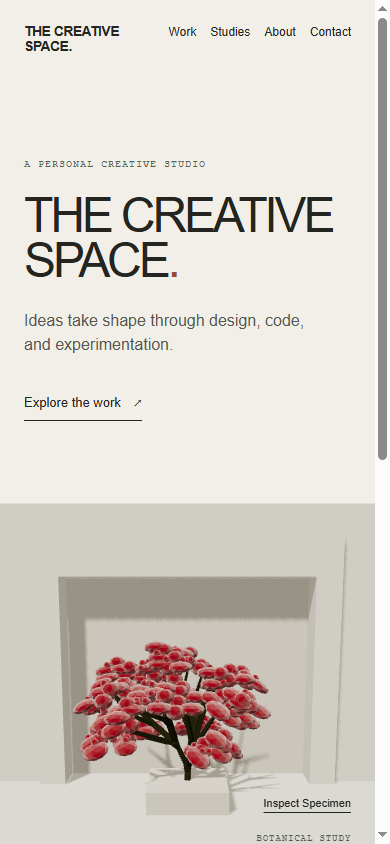 THE CREATIVE
SPACE.
Work Studies About Contact
A PERSONAL CREATIVE STUDIO
THE CREATIVE
SPACE.
Ideas take shape through design, code,
and experimentation.
Explore the work ↗
Inspect Specimen
BOTANICAL STUDY